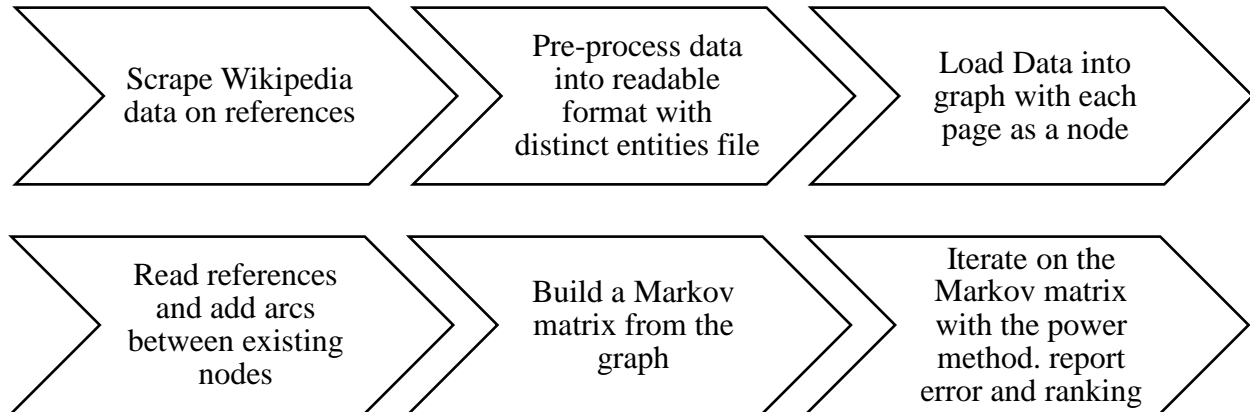 Scrape Wikipedia
data on references
Pre-process data
into readable
format with
distinct entities file
Load Data into
graph with each
page as a node
Read references
and add arcs
between existing
nodes
Build a Markov
matrix from the
graph
Iterate on the
Markov matrix
with the power
method. report
error and ranking